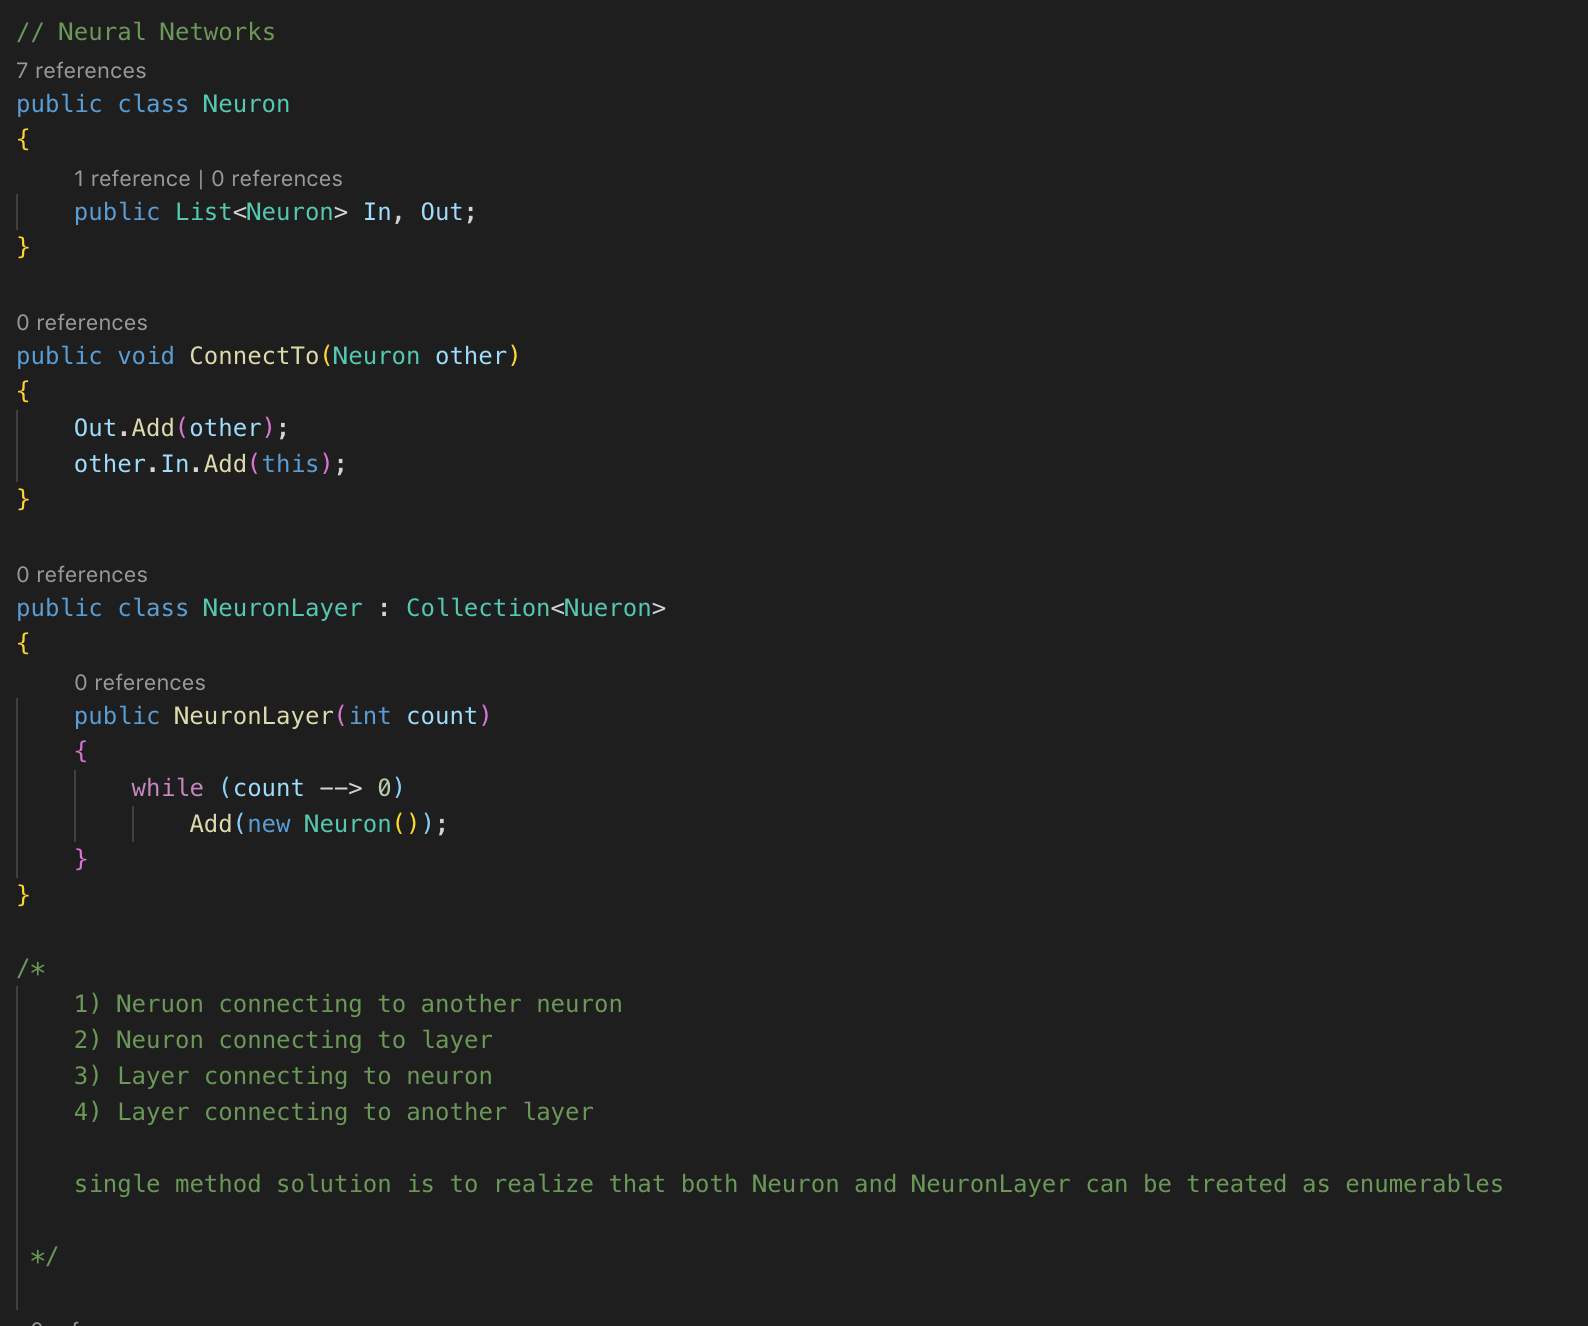 // Neural Networks
7 references
public class Neuron
{
1 reference | 0 references
public List<Neuron> In, Out;
}
0 references
public void ConnectTo(Neuron other)
{
Out.Add(other);
other.In.Add(this);
}
0 references
public class NeuronLayer : Collection<Nueron>
{
0 references
public NeuronLayer(int count)
{
while (count --> 0)
Add(new Neuron());
}
}
/*
1) Neruon connecting to another neuron
2) Neuron connecting to layer
3) Layer connecting to neuron
4) Layer connecting to another layer
single method solution is to realize that both Neuron and NeuronLayer can be treated as enumerables
*/